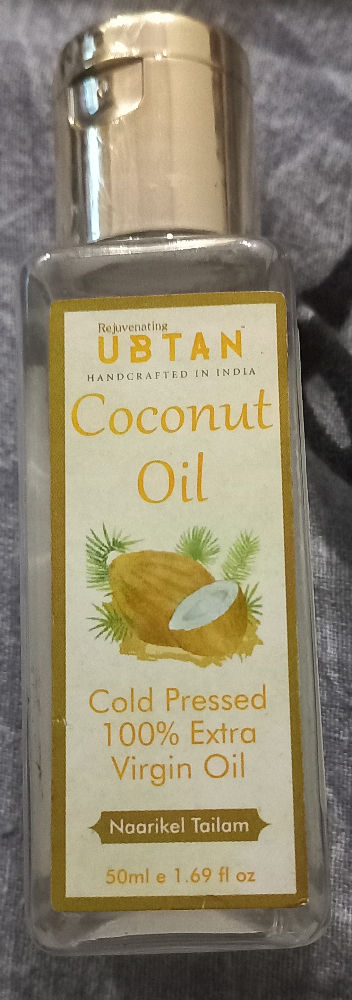 Rejuvenating
UBTAN™
HANDCRAFTED IN INDIA
Coconut
Oil
Cold Pressed
100% Extra
Virgin Oil
Naarikel Tailam
50ml e 1.69 fl oz